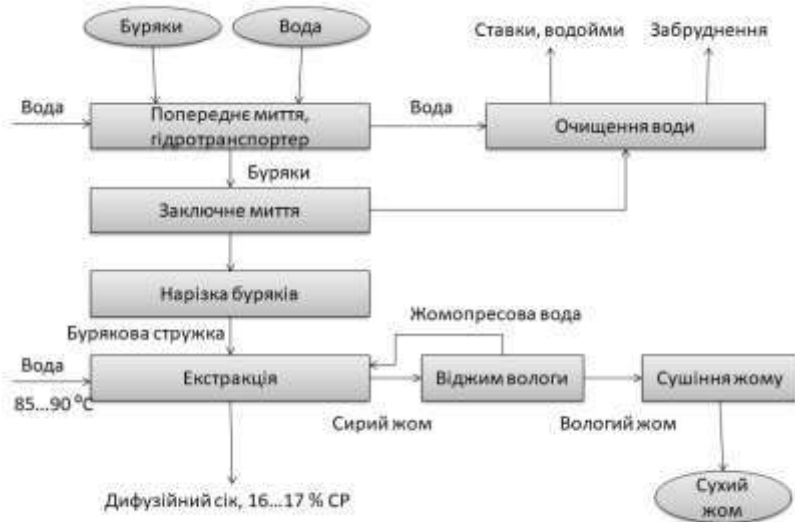 Буряки
Вода
Ставки, водойми
Забруднення
Вода
Попереднє миття,
гідротранспортер
Вода
Очищення води
Буряки
Заключне миття
Нарізка буряків
Бурякова стружка
Жомопресова вода
Вода
85...90 °С
Екстракція
Віджим вологи
Сушіння жому
Сирий жом
Вологий жом
Дифузійний сік, 16...17 % СР
Сухий
жом